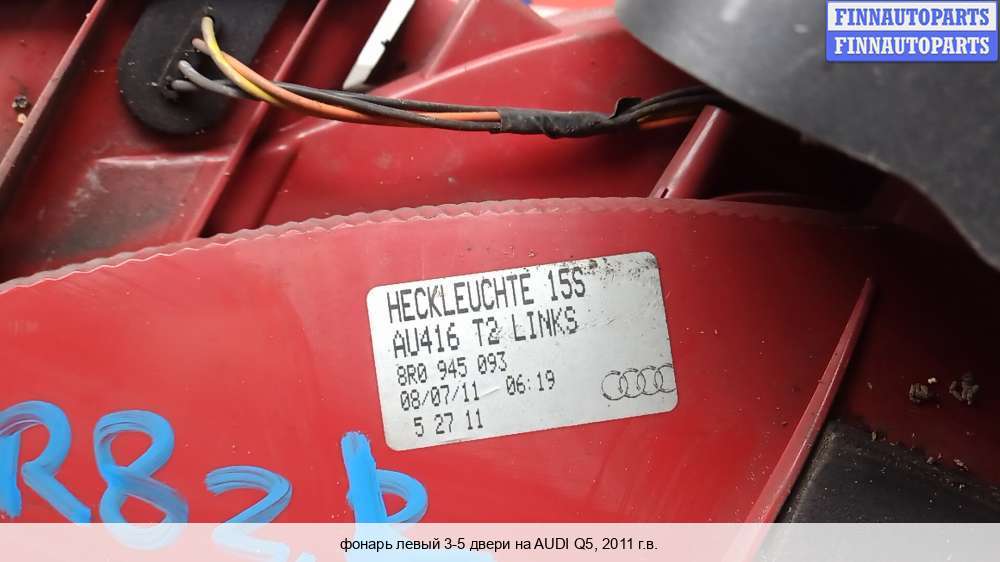 FINNAUTOPARTS
FINNAUTOPARTS
HECKLEUCHTE 15S
AU416 T2 LINKS
8R0 945 093
08/07/11 06:19
5 27 11
R82.
фонарь левый 3-5 двери на AUDI Q5, 2011 г.в.